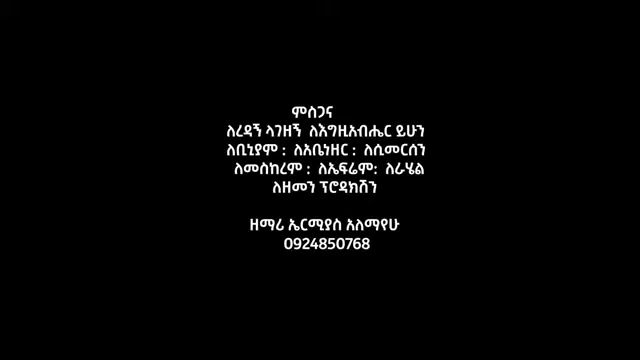 ምስጋና
ለረዳኝ ላገዘኝ ለእግዚአብሔር ይሁን
ለቢኒያም : ለአቤነዘር : ለሲመርሰን
ለመስከረም : ለኤፍሬም: ለራሄል
ለዘመን ፕሮዳክሽን
ዘማሪ ኤርሚያስ አለማየሁ
0924850768